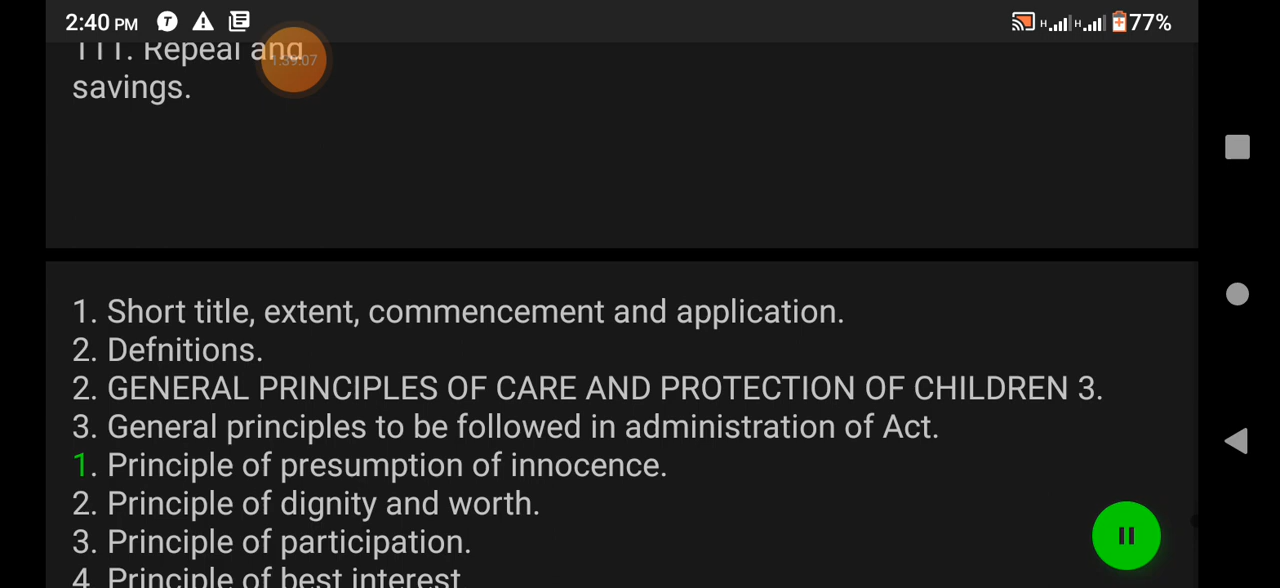 2:40 PM
77%
111. Repeal and
1:39:07
savings.
1. Short title, extent, commencement and application.
2. Defnitions.
2. GENERAL PRINCIPLES OF CARE AND PROTECTION OF CHILDREN 3.
3. General principles to be followed in administration of Act.
1. Principle of presumption of innocence.
2. Principle of dignity and worth.
3. Principle of participation.
4. Principle of best interest